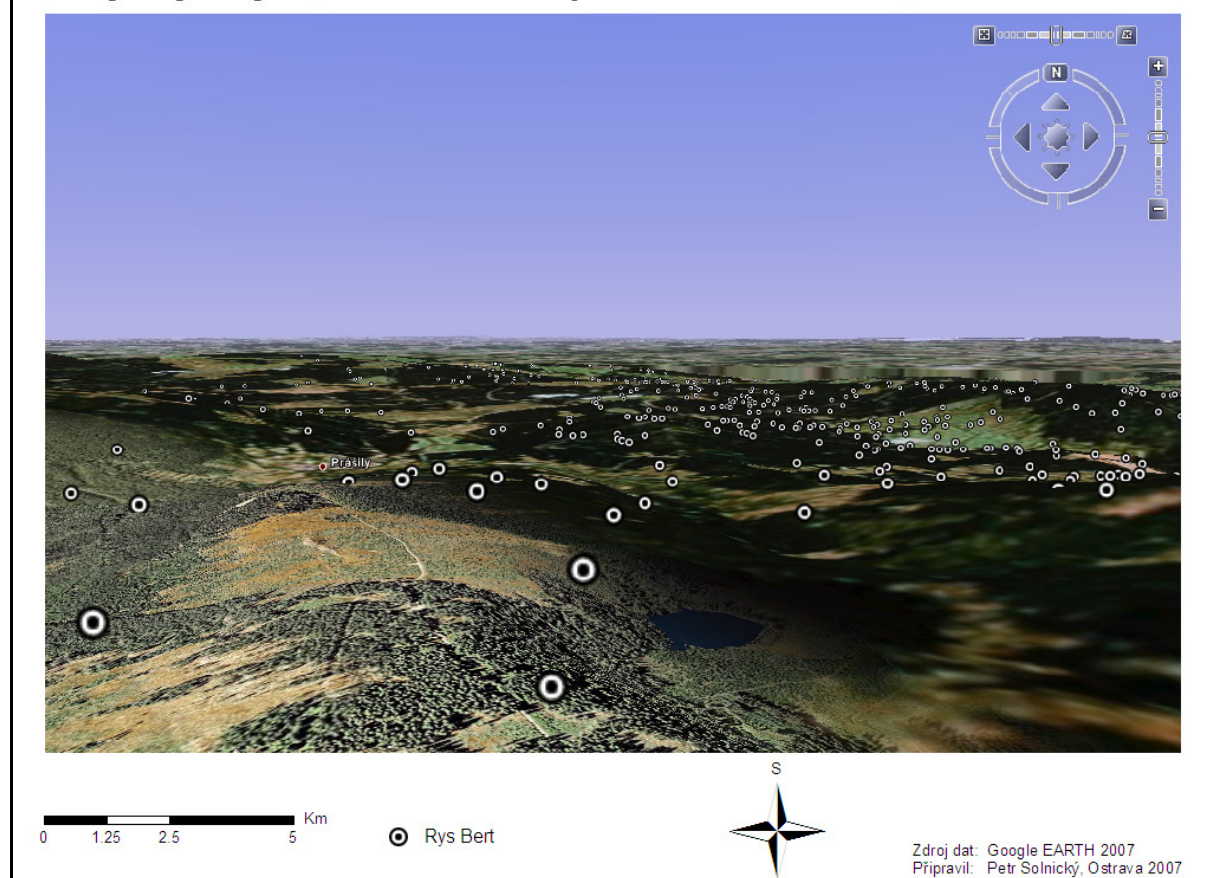 N
Prášily
S
Km
0 1.25 2.5 5
Rys Bert
Zdroj dat: Google EARTH 2007
Připravil: Petr Solnický, Ostrava 2007